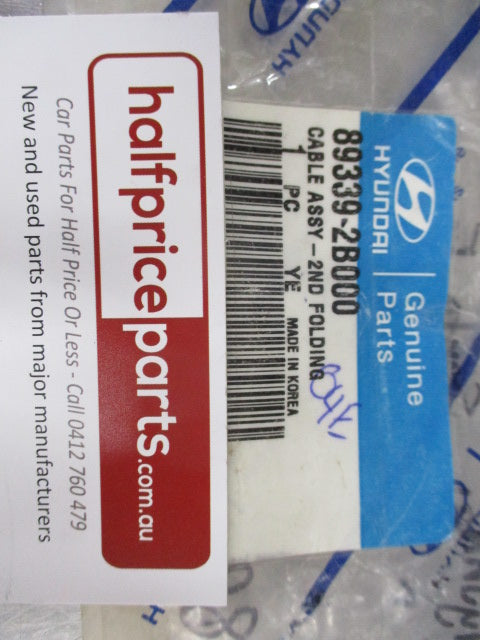 HYUNDAI
Genuine
Parts
89339-2B000
CABLE ASSY-2ND FOLDING
1 PC YE MADE IN KOREA
halfpriceparts.com.au
Car Parts For Half Price Or Less - Call 0412 760 479
New and used parts from major manufacturers
HYUNDAI